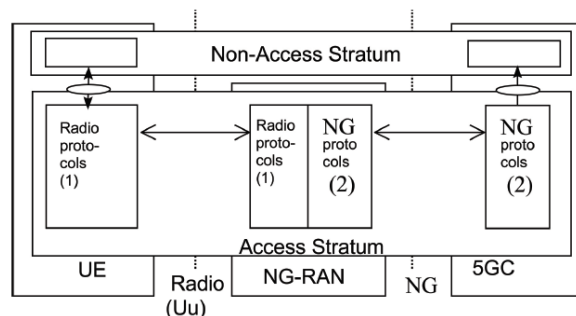 Non-Access Stratum
Radio
proto-
cols
(1)
Radio
proto-
cols
(1)
NG
proto
cols
(2)
NG
proto
cols
(2)
Access Stratum
UE
Radio
(Uu)
NG-RAN
NG
5GC